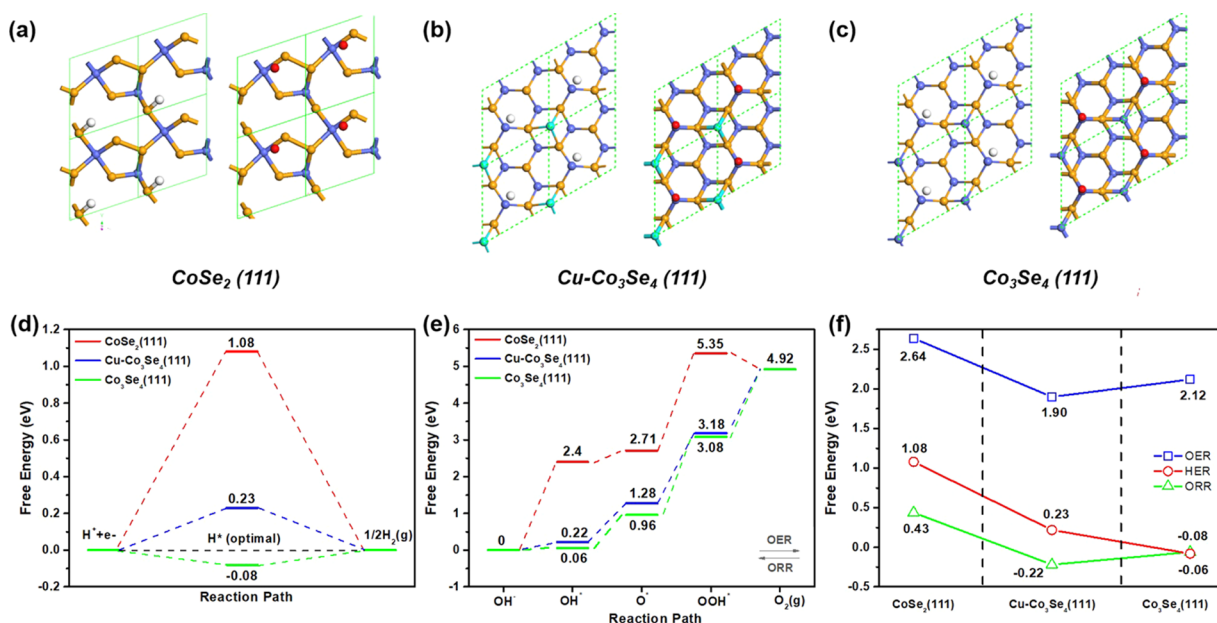 (a)
(b)
(c)
CoSe₂ (111)
Cu-Co₃Se₄ (111)
Co₃Se₄ (111)
(d)
1.2
1.0
0.8
0.6
0.4
0.2
0.0
-0.2
Free Energy (eV)
CoSe₂(111)
Cu-Co₃Se₄(111)
Co₃Se₄(111)
1.08
0.23
H⁺+e-
H* (optimal)
1/2H₂(g)
-0.08
Reaction Path
(e)
6
5
4
3
2
1
0
-1
Free Energy (eV)
CoSe₂(111)
Cu-Co₃Se₄(111)
Co₃Se₄(111)
5.35
4.92
3.18
3.08
2.4
2.71
1.28
0.96
0.22
0.06
0
OER
ORR
OH⁻
OH*
O*
OOH*
O₂(g)
Reaction Path
(f)
2.5
2.0
1.5
1.0
0.5
0.0
-0.5
Free Energy (eV)
2.64
1.90
2.12
1.08
0.23
-0.08
0.43
-0.22
-0.06
OER
HER
ORR
CoSe₂(111)
Cu-Co₃Se₄(111)
Co₃Se₄(111)